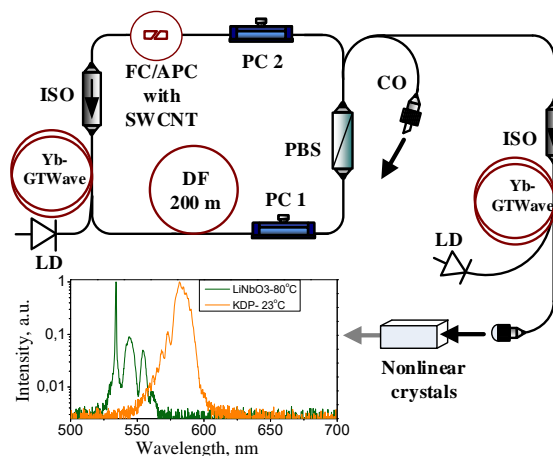 FC/APC
with
SWCNT
PC 2
ISO
CO
ISO
Yb-
GTWave
DF
200 m
PBS
Yb-
GTWave
PC 1
LD
LD
Nonlinear
crystals
LiNbO3-80°C
KDP- 23°C
Intensity, a.u.
1
0,1
0,01
500 550 600 650 700
Wavelength, nm